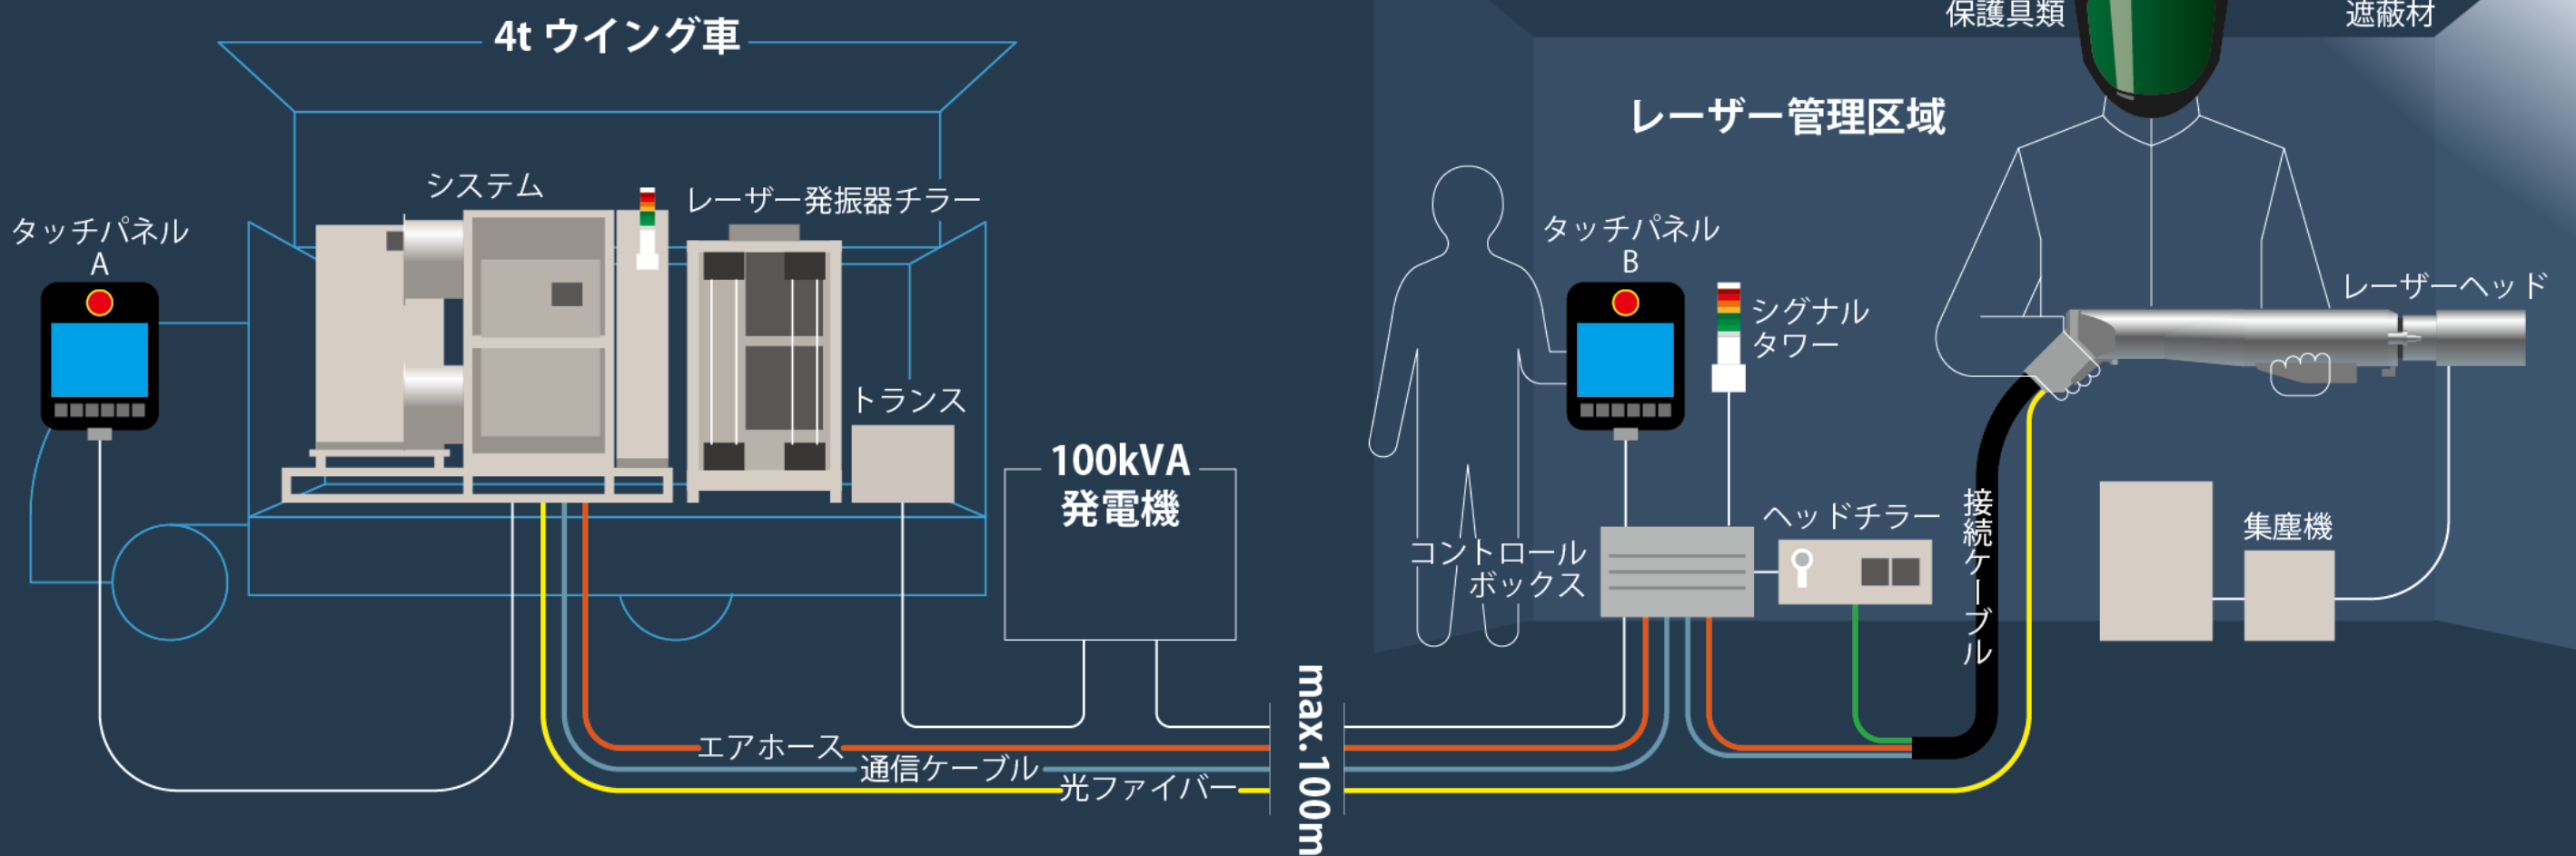 4t ウイング車
保護具類
遮蔽材
レーザー管理区域
システム
レーザー発振器チラー
タッチパネル
A
タッチパネル
B
シグナル
タワー
レーザーヘッド
トランス
100kVA
発電機
コントロール
ボックス
ヘッドチラー
接続ケーブル
集塵機
エアホース
通信ケーブル
光ファイバー
max.100m